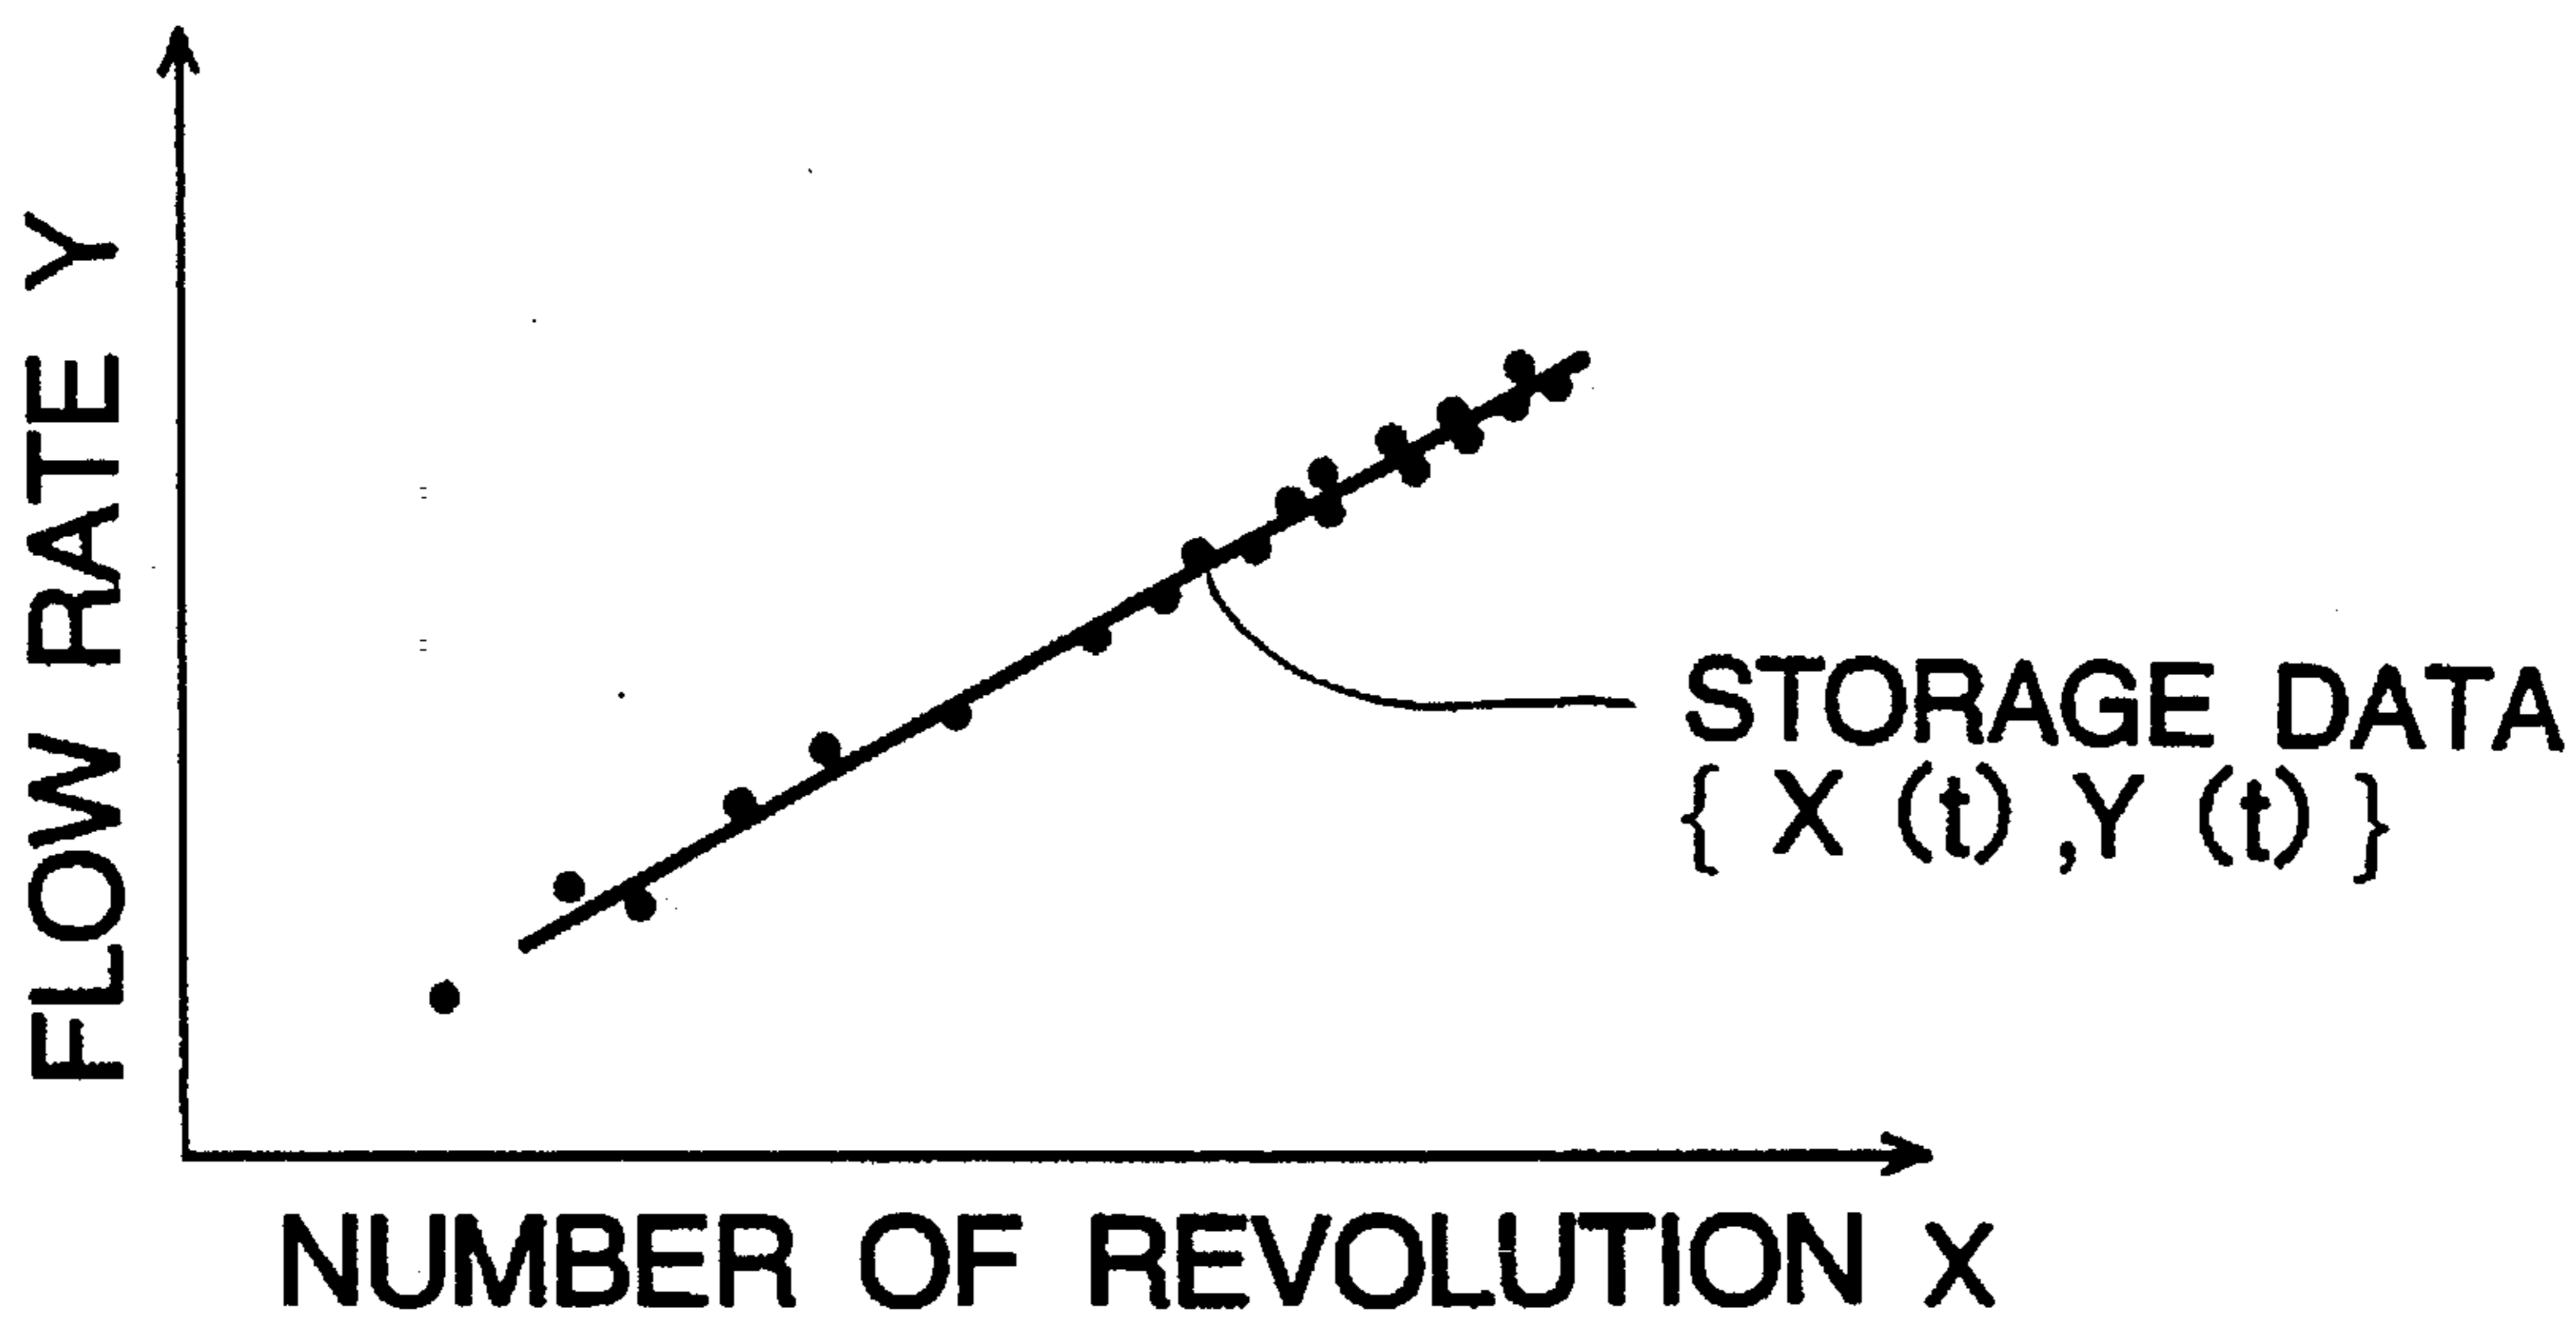 FLOW RATE Y
STORAGE DATA
{ X (t) ,Y (t) }
NUMBER OF REVOLUTION X